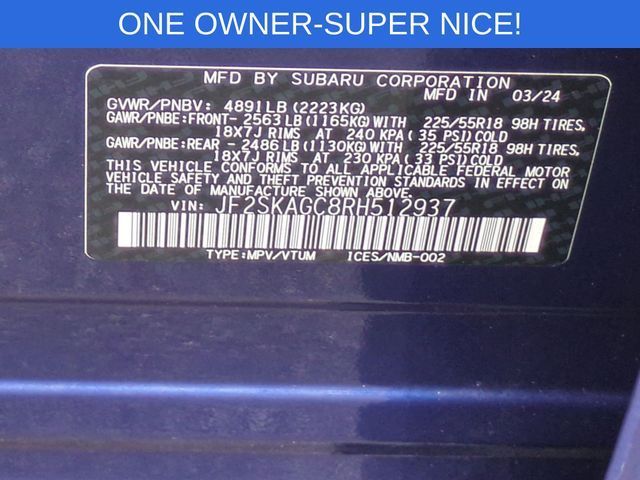 ONE OWNER-SUPER NICE!
MFD BY SUBARU CORPORATION
GVWR/PNBV: 4891LB(2223KG) MFD IN 03/24
GAWR/PNBE:FRONT- 2563LB(1165KG)WITH 225/55R18 98H TIRES,
18X7J RIMS AT 240 KPA(35 PSI)COLD
GAWR/PNBE:REAR - 2486LB(1130KG)WITH 225/55R18 98H TIRES,
18X7J RIMS AT 230 KPA(33 PSI)COLD
THIS VEHICLE CONFORMS TO ALL APPLICABLE FEDERAL MOTOR
VEHICLE SAFETY AND THEFT PREVENTION STANDARDS IN EFFECT
ON THE DATE OF MANUFACTURE SHOWN ABOVE.
VIN: JF2SKAGC8RH512937
TYPE:MPV/VTUM ICES/NMB-002